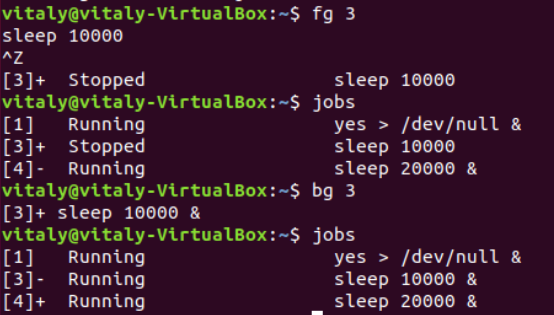 vitaly@vitaly-VirtualBox:~$ fg 3
sleep 10000
^Z
[3]+  Stopped                 sleep 10000
vitaly@vitaly-VirtualBox:~$ jobs
[1]   Running                 yes > /dev/null &
[3]+  Stopped                 sleep 10000
[4]-  Running                 sleep 20000 &
vitaly@vitaly-VirtualBox:~$ bg 3
[3]+ sleep 10000 &
vitaly@vitaly-VirtualBox:~$ jobs
[1]   Running                 yes > /dev/null &
[3]-  Running                 sleep 10000 &
[4]+  Running                 sleep 20000 &